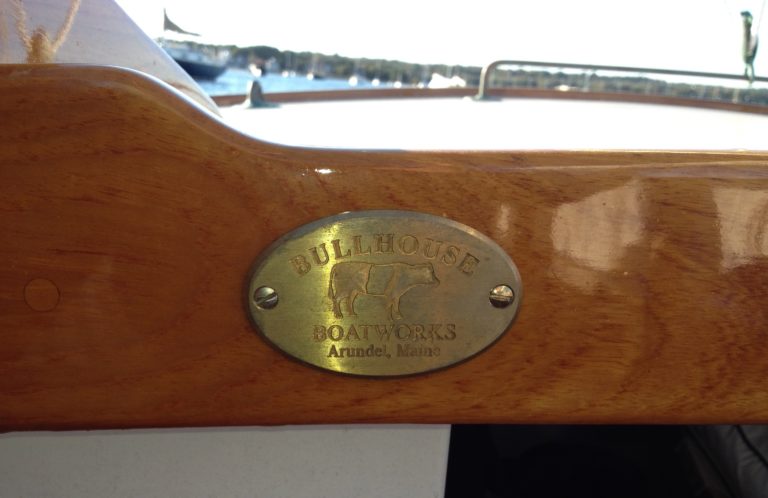 BULLHOUSE
BOATWORKS
Arundel, Maine